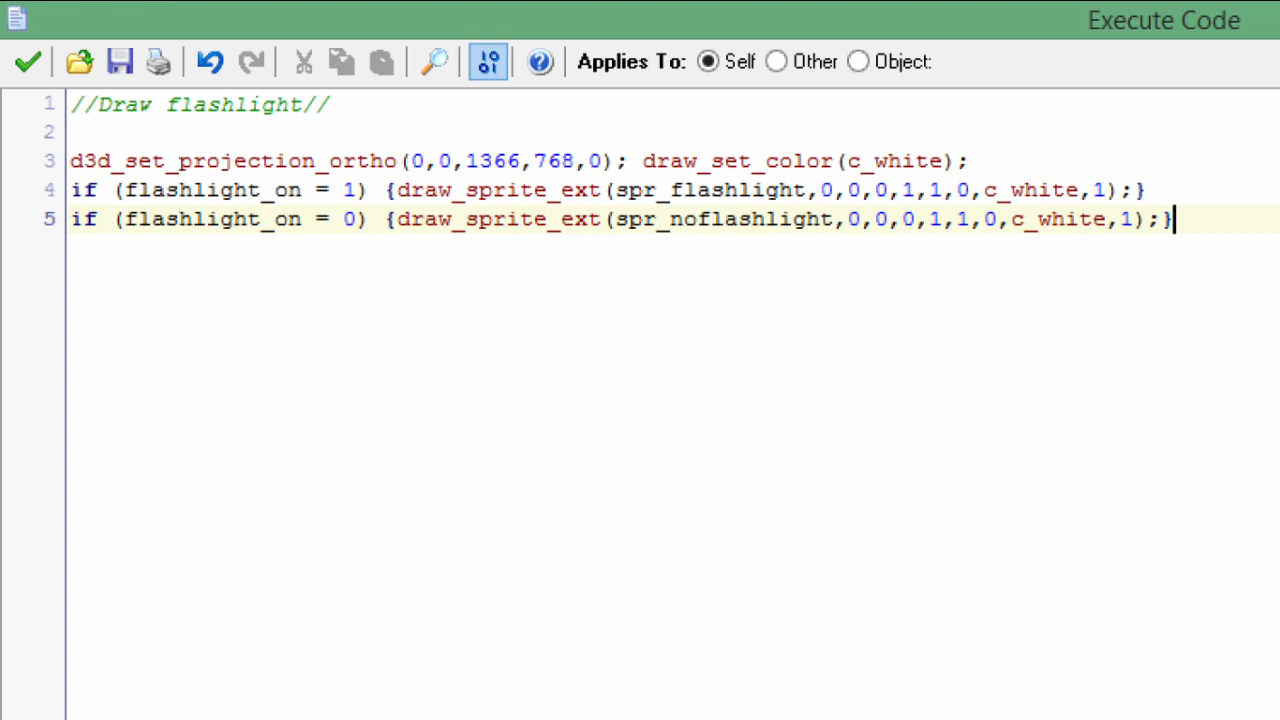 Execute Code
Applies To: Self Other Object:
1 //Draw flashlight//
2
3 d3d_set_projection_ortho(0,0,1366,768,0); draw_set_color(c_white);
4 if (flashlight_on = 1) {draw_sprite_ext(spr_flashlight,0,0,0,1,1,0,c_white,1);}
5 if (flashlight_on = 0) {draw_sprite_ext(spr_noflashlight,0,0,0,1,1,0,c_white,1);}